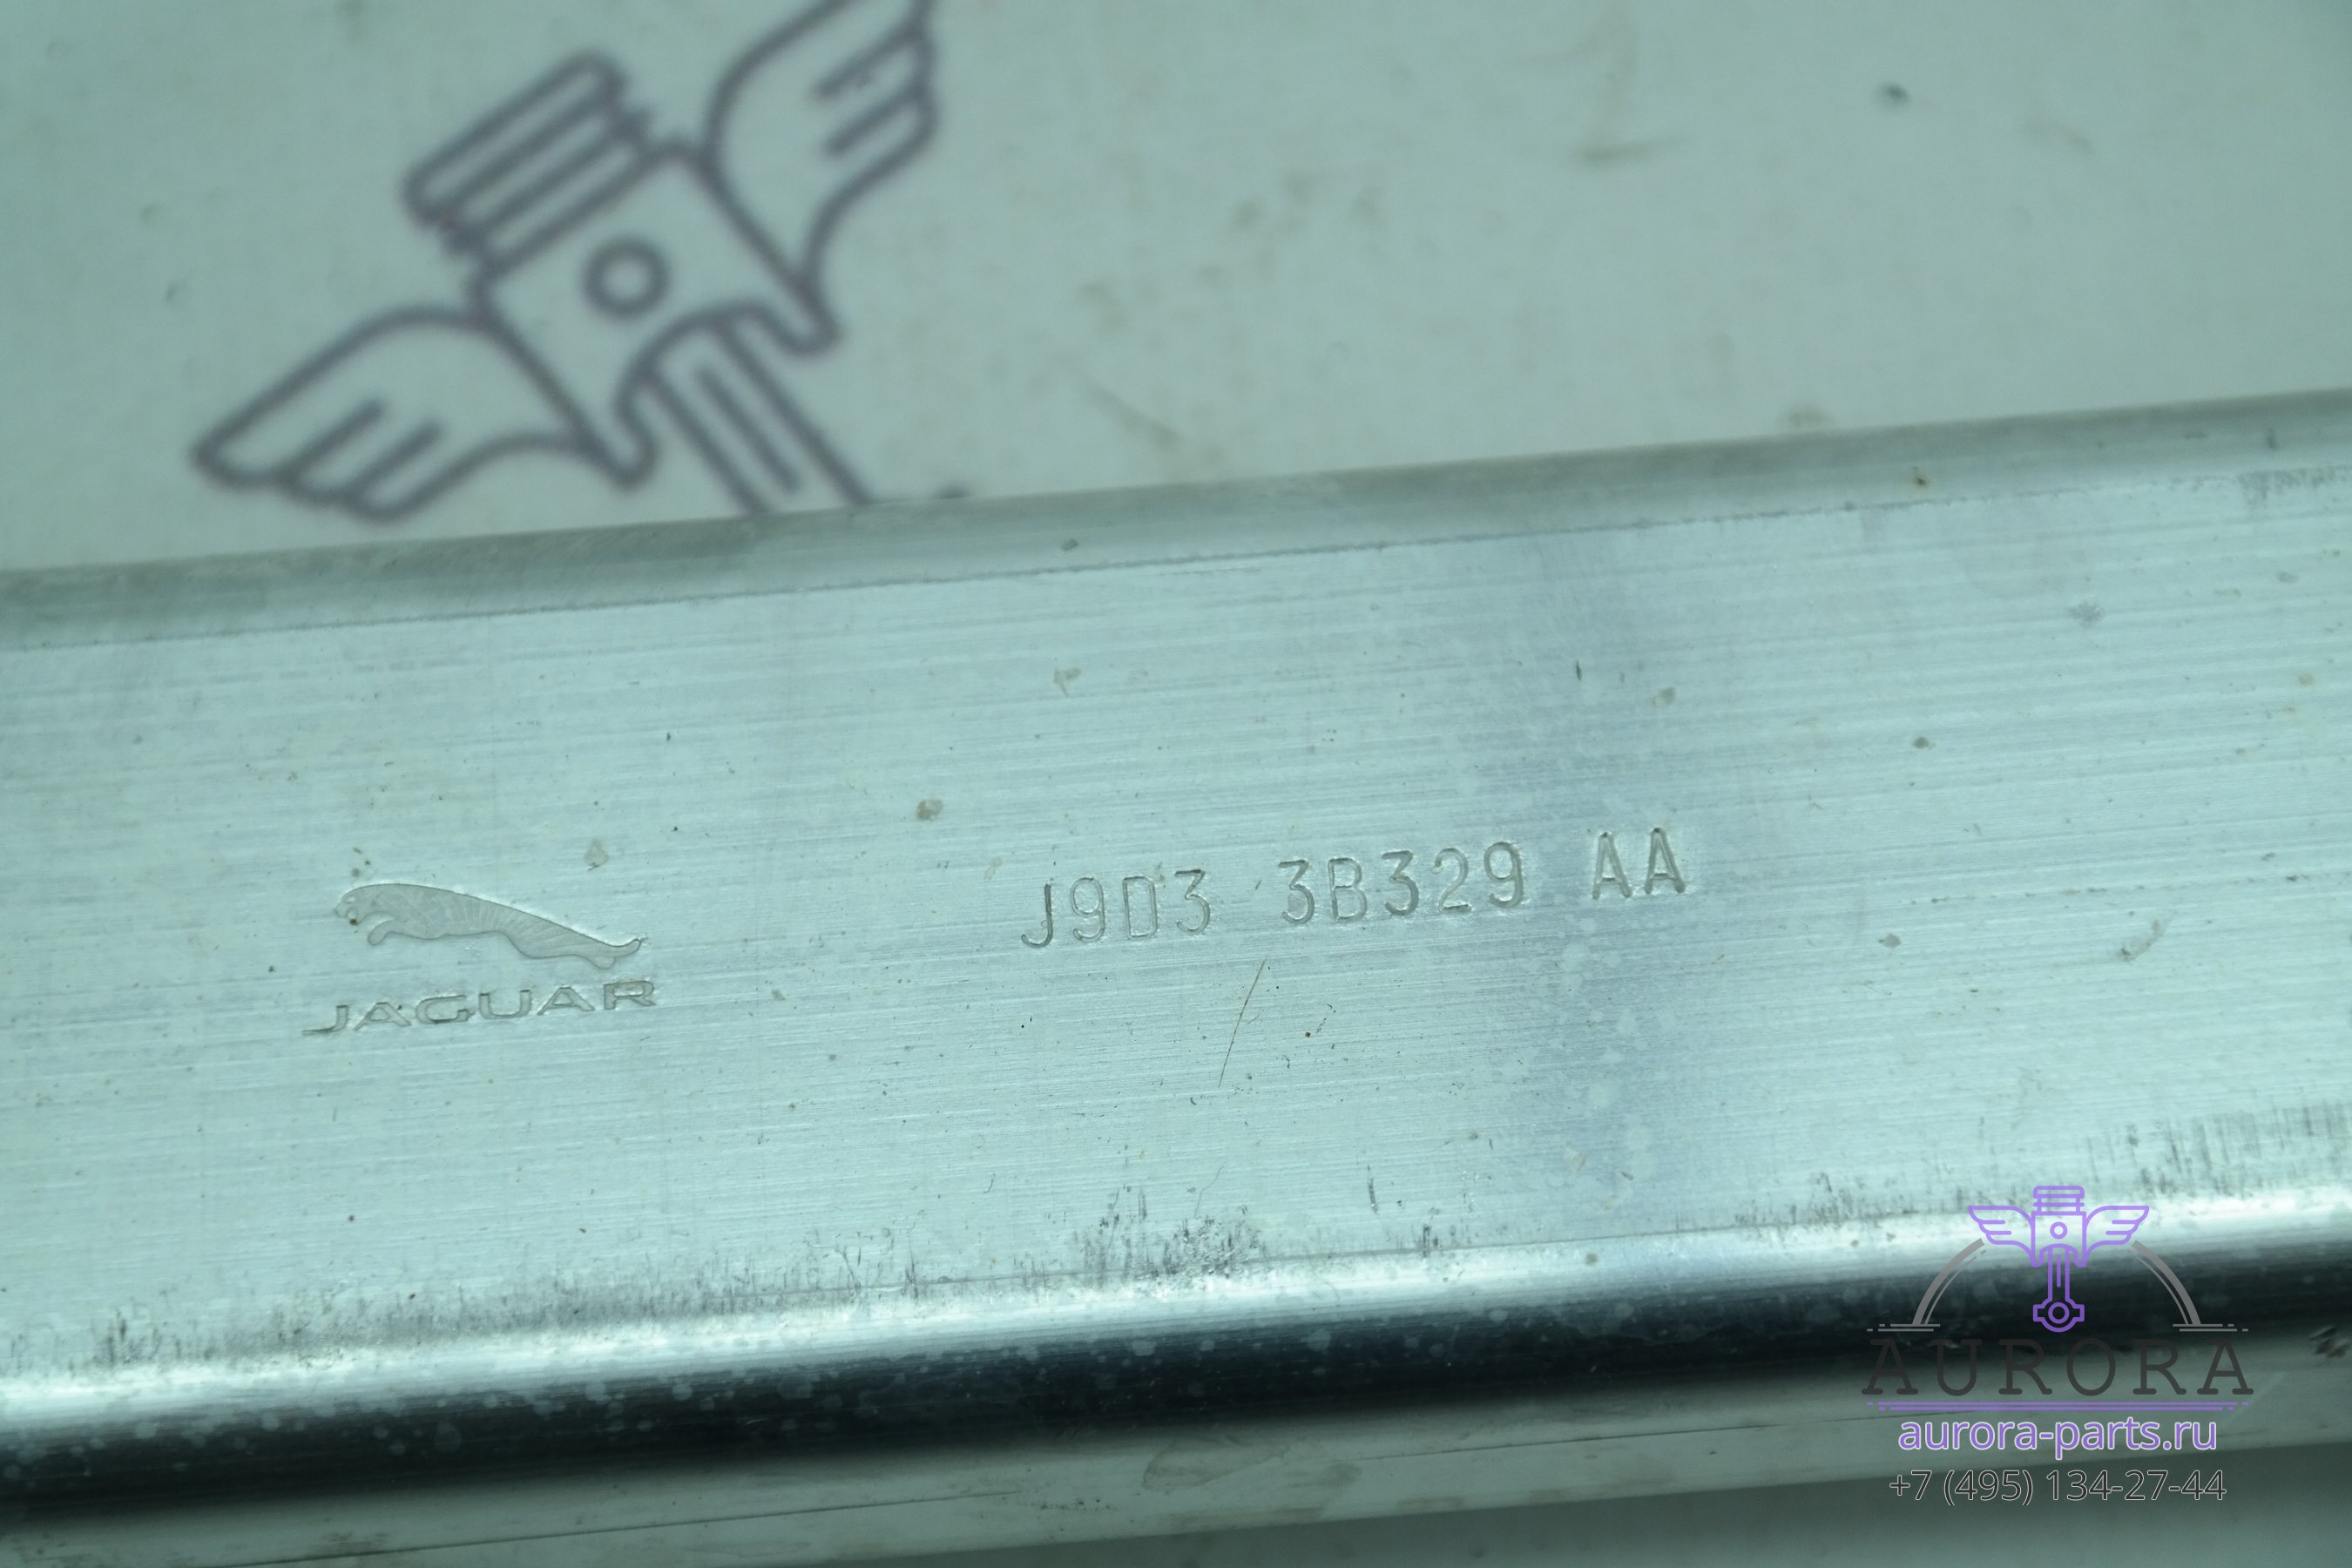 J9D3 3B329 AA
JAGUAR
AURORA
aurora-parts.ru
+7 (495) 134-27-44